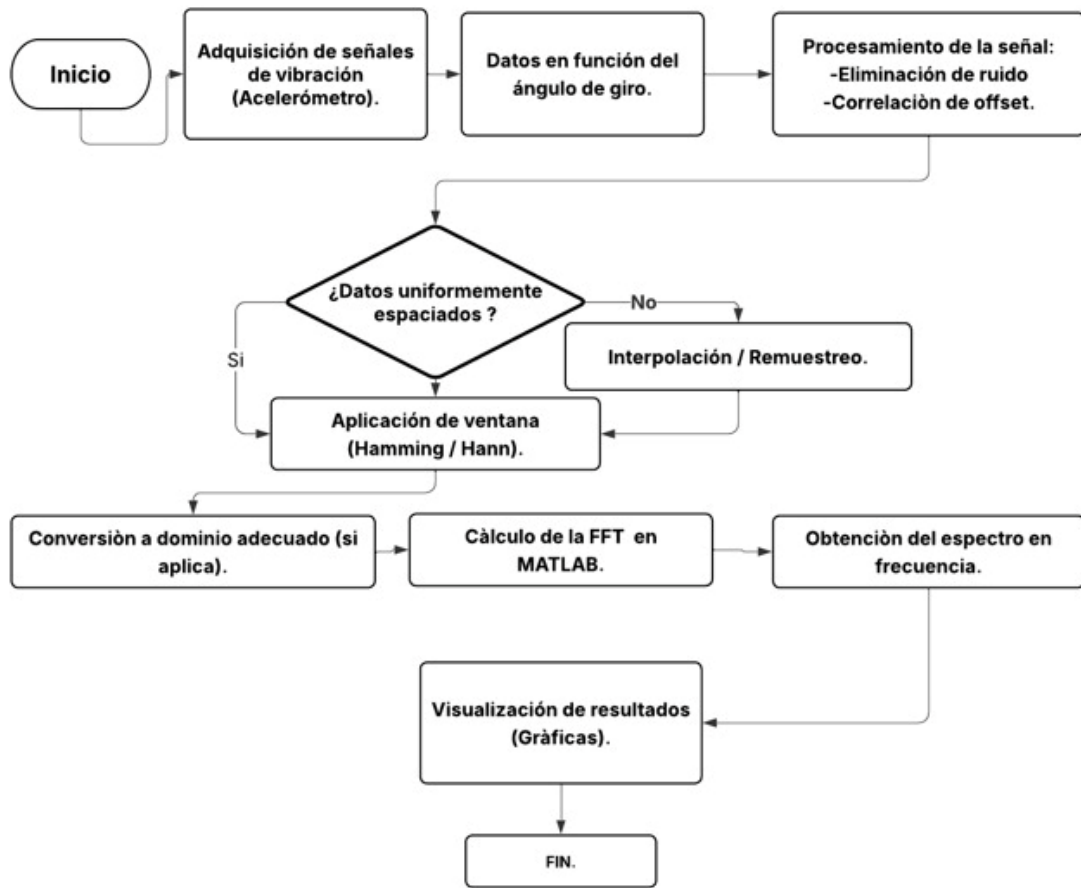 Inicio
Adquisición de señales
de vibración
(Acelerómetro).
Datos en función del
ángulo de giro.
Procesamiento de la señal:
-Eliminación de ruido
-Correlaciòn de offset.
¿Datos uniformemente
espaciados ?
Si
No
Interpolación / Remuestreo.
Aplicación de ventana
(Hamming / Hann).
Conversiòn a dominio adecuado (si
aplica).
Càlculo de la FFT en
MATLAB.
Obtenciòn del espectro en
frecuencia.
Visualización de resultados
(Gràficas).
FIN.